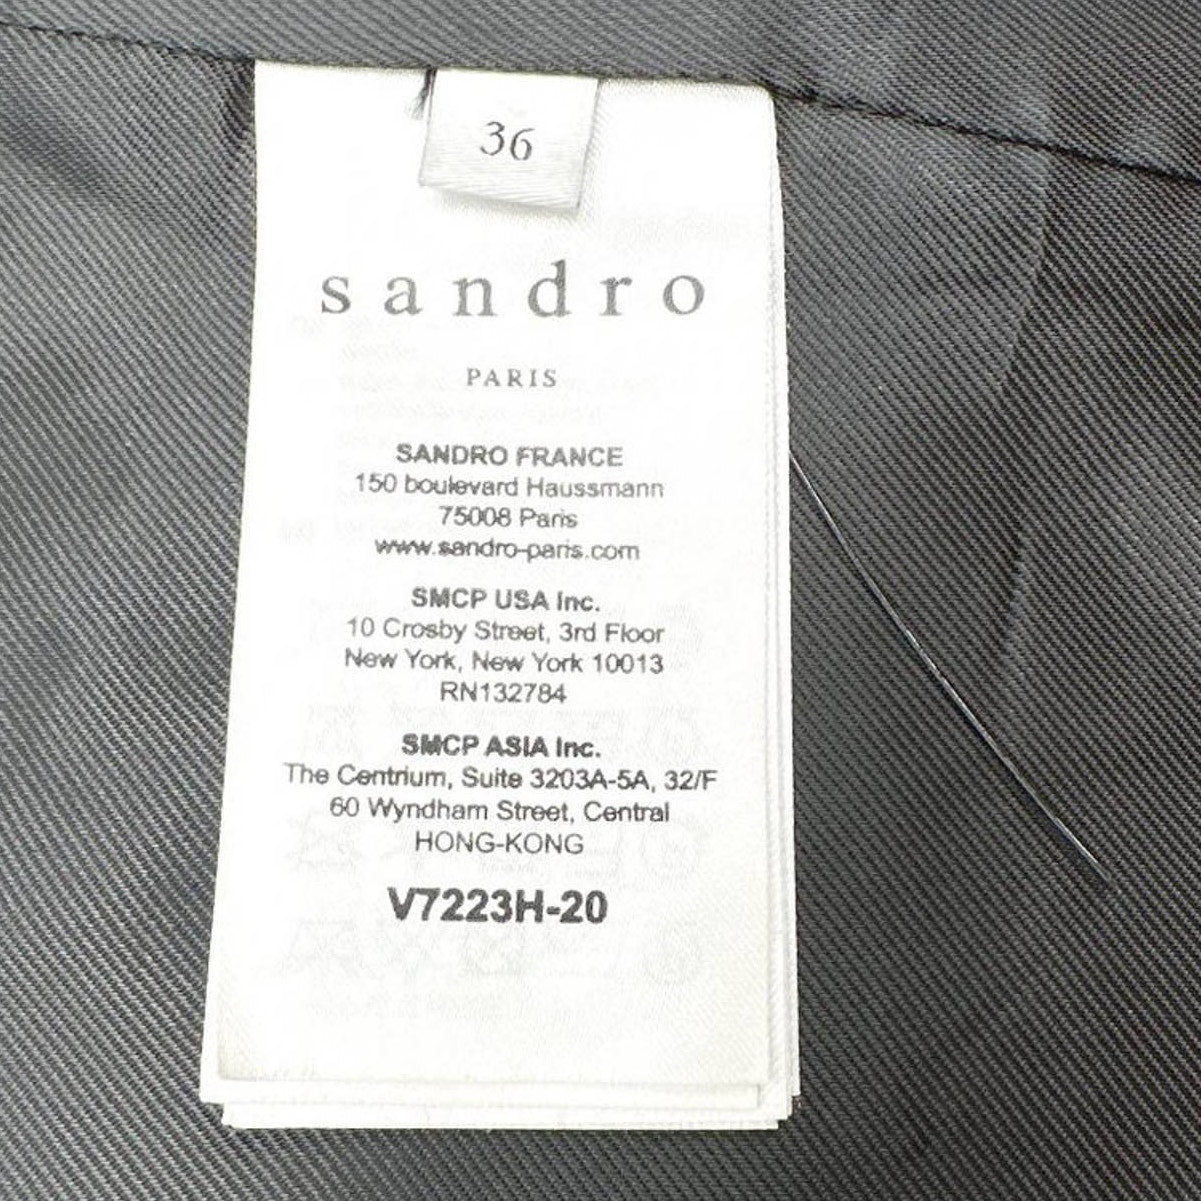 36
sandro
PARIS
SANDRO FRANCE
150 boulevard Haussmann
75008 Paris
www.sandro-paris.com
SMCP USA Inc.
10 Crosby Street, 3rd Floor
New York, New York 10013
RN132784
SMCP ASIA Inc.
The Centrium, Suite 3203A-5A, 32/F
60 Wyndham Street, Central
HONG-KONG
V7223H-20